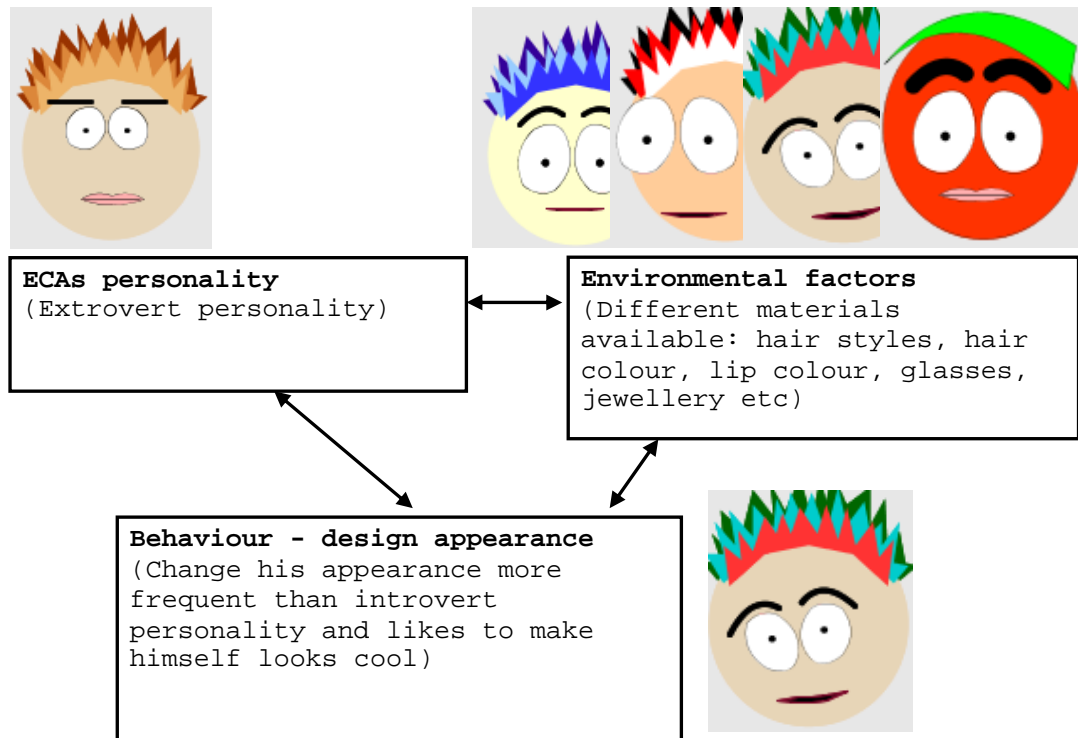 ECAs personality
(Extrovert personality)
Environmental factors
(Different materials
available: hair styles, hair
colour, lip colour, glasses,
jewellery etc)
Behaviour - design appearance
(Change his appearance more
frequent than introvert
personality and likes to make
himself looks cool)